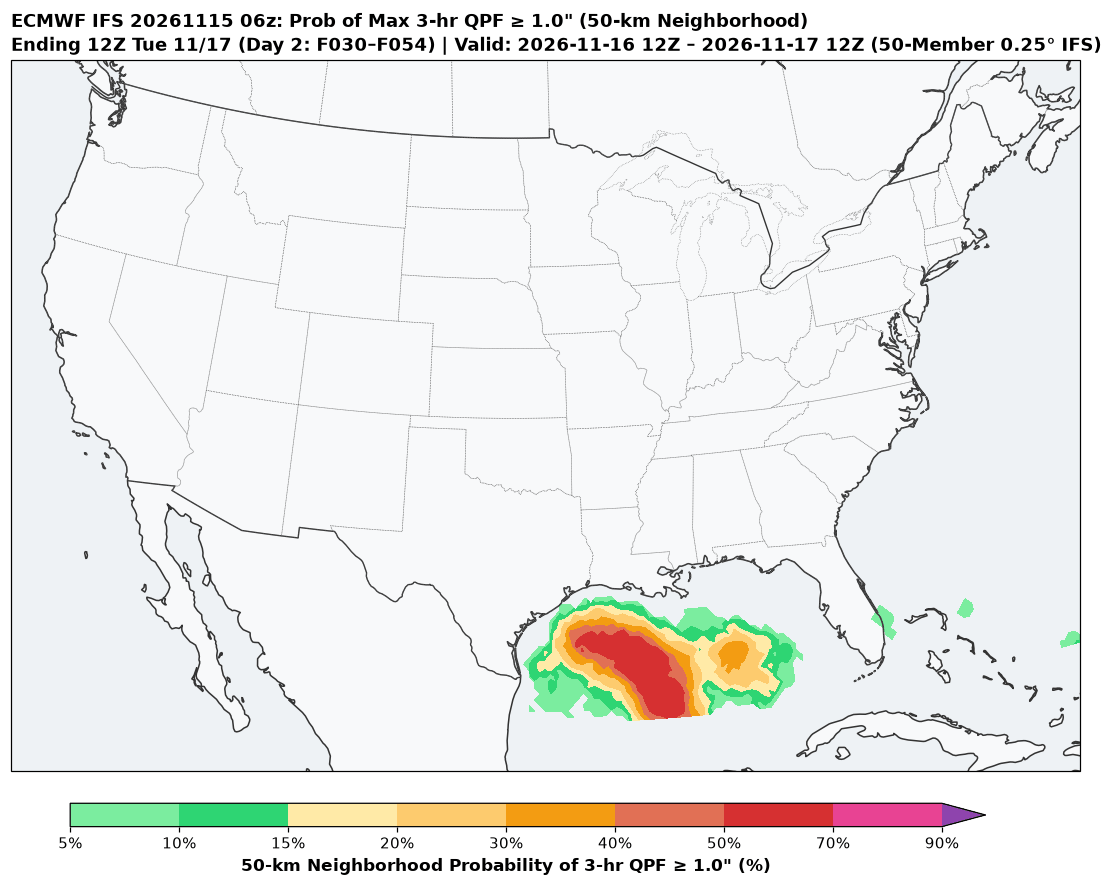 ECMWF IFS 20261115 06z: Prob of Max 3-hr QPF ≥ 1.0" (50-km Neighborhood)
Ending 12Z Tue 11/17 (Day 2: F030–F054) | Valid: 2026-11-16 12Z – 2026-11-17 12Z (50-Member 0.25° IFS)
5% 10% 15% 20% 30% 40% 50% 70% 90%
50-km Neighborhood Probability of 3-hr QPF ≥ 1.0" (%)